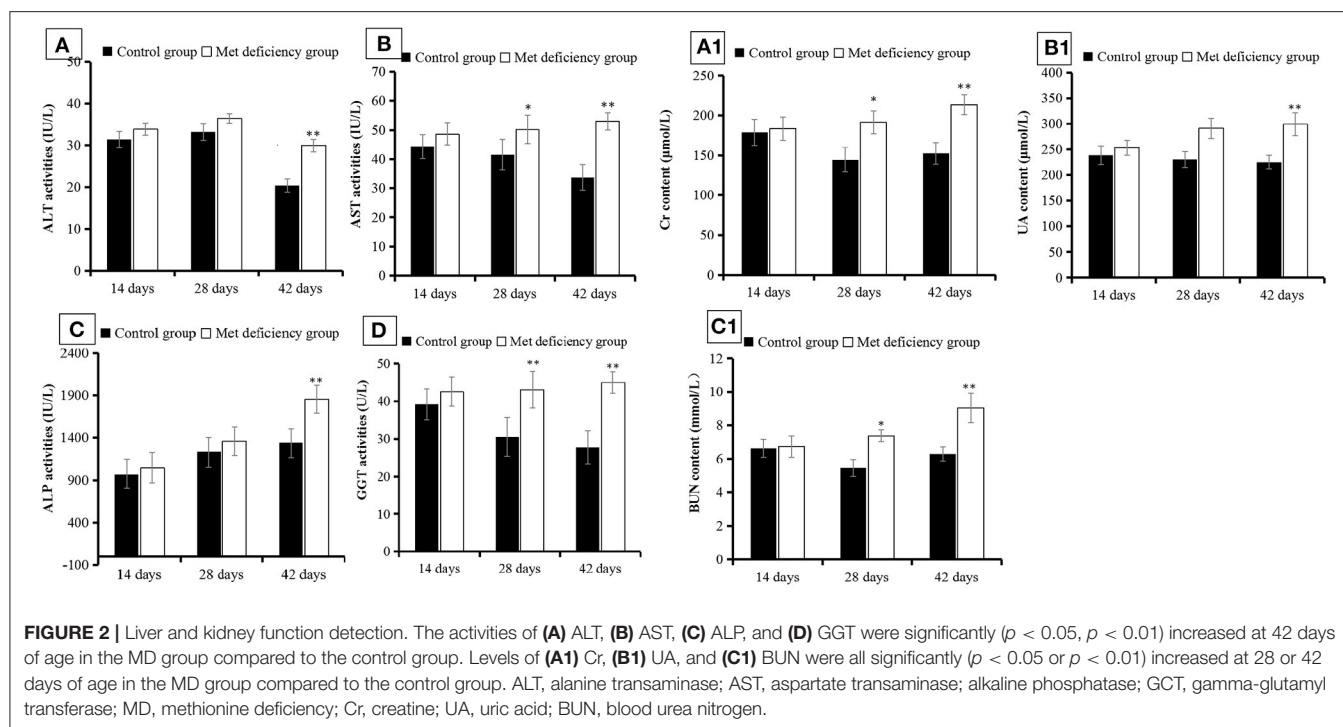 A
■ Control group □ Met deficiency group
ALT activities (IU/L)
50
40
30
20
10
0
**
14 days 28 days 42 days
B
■ Control group □ Met deficiency group
AST activities (IU/L)
70
60
50
40
30
20
10
0
*
**
14 days 28 days 42 days
A1
■ Control group □ Met deficiency group
Cr content (μmol/L)
250
200
150
100
50
0
*
**
14 days 28 days 42 days
B1
■ Control group □ Met deficiency group
UA content (μmol/L)
400
350
300
250
200
150
100
50
0
**
14 days 28 days 42 days
C
■ Control group □ Met deficiency group
ALP activities (IU/L)
2400
1900
1400
900
400
-100
**
14 days 28 days 42 days
D
■ Control group □ Met deficiency group
GGT activities (U/L)
50
40
30
20
10
0
**
**
14 days 28 days 42 days
C1
■ Control group □ Met deficiency group
BUN content (mmol/L)
12
10
8
6
4
2
0
*
**
14 days 28 days 42 days
FIGURE 2 | Liver and kidney function detection. The activities of (A) ALT, (B) AST, (C) ALP, and (D) GGT were significantly (p < 0.05, p < 0.01) increased at 42 days
of age in the MD group compared to the control group. Levels of (A1) Cr, (B1) UA, and (C1) BUN were all significantly (p < 0.05 or p < 0.01) increased at 28 or 42
days of age in the MD group compared to the control group. ALT, alanine transaminase; AST, aspartate transaminase; alkaline phosphatase; GCT, gamma-glutamyl
transferase; MD, methionine deficiency; Cr, creatine; UA, uric acid; BUN, blood urea nitrogen.